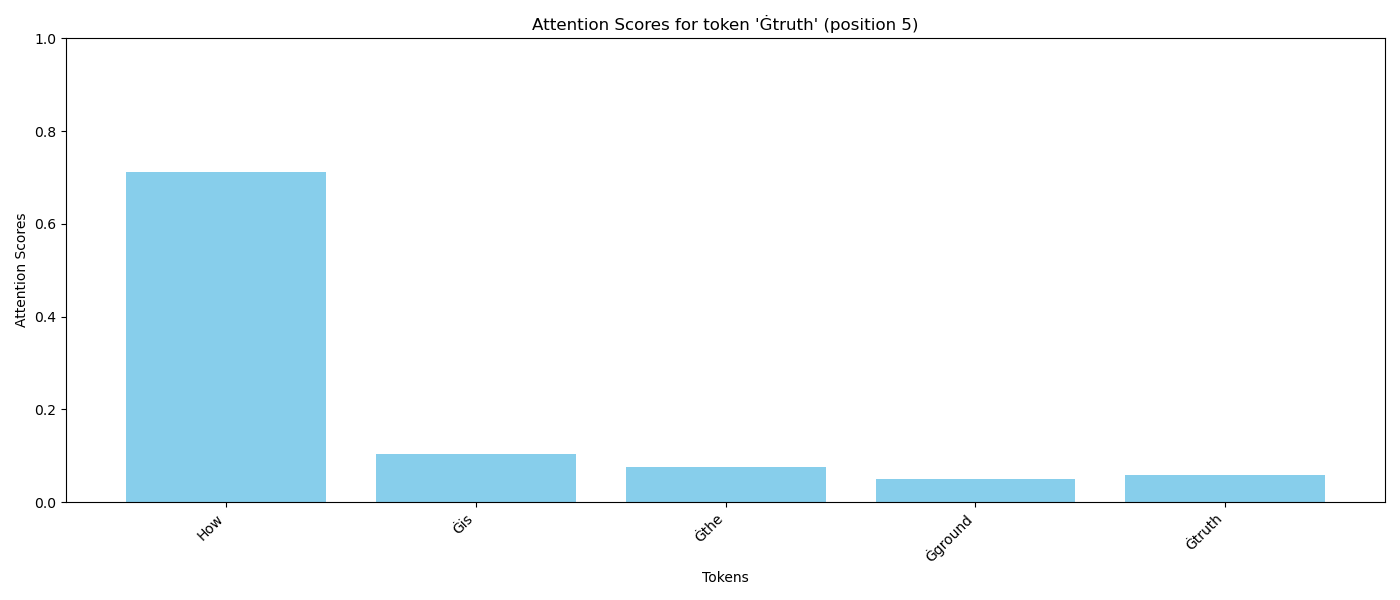 Attention Scores for token 'Ġtruth' (position 5)
1.0
0.8
0.6
0.4
0.2
0.0
Attention Scores
How
Ġis
Ġthe
Ġground
Ġtruth
Tokens